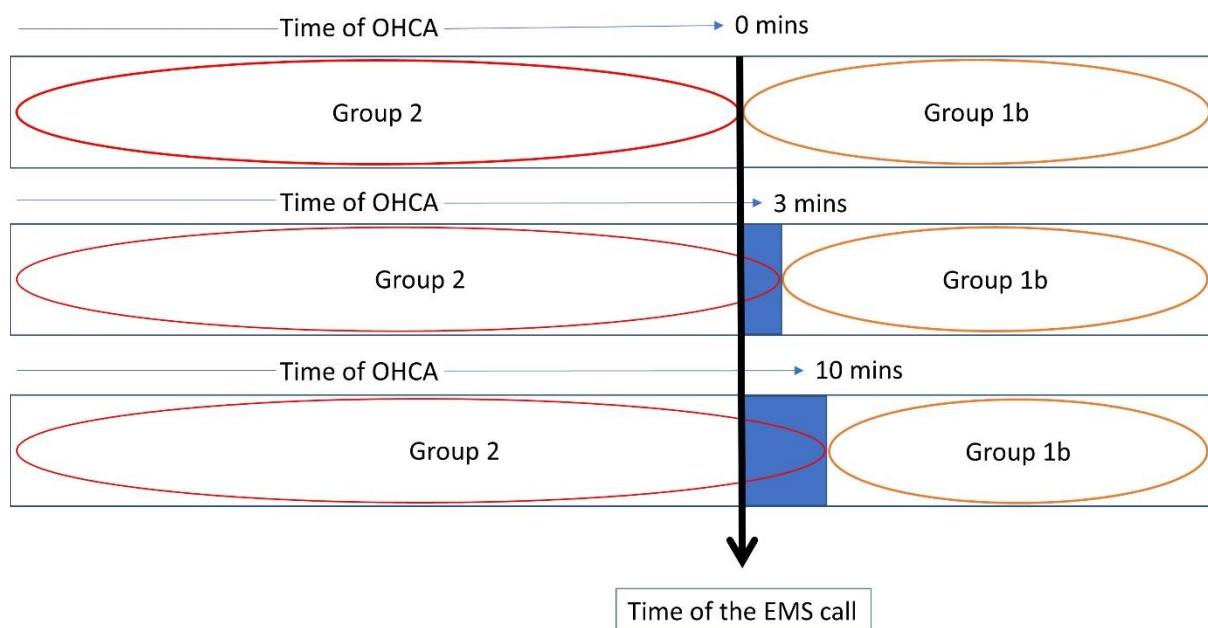 Time of OHCA 0 mins
Group 2 Group 1b
Time of OHCA 3 mins
Group 2 Group 1b
Time of OHCA 10 mins
Group 2 Group 1b
Time of the EMS call